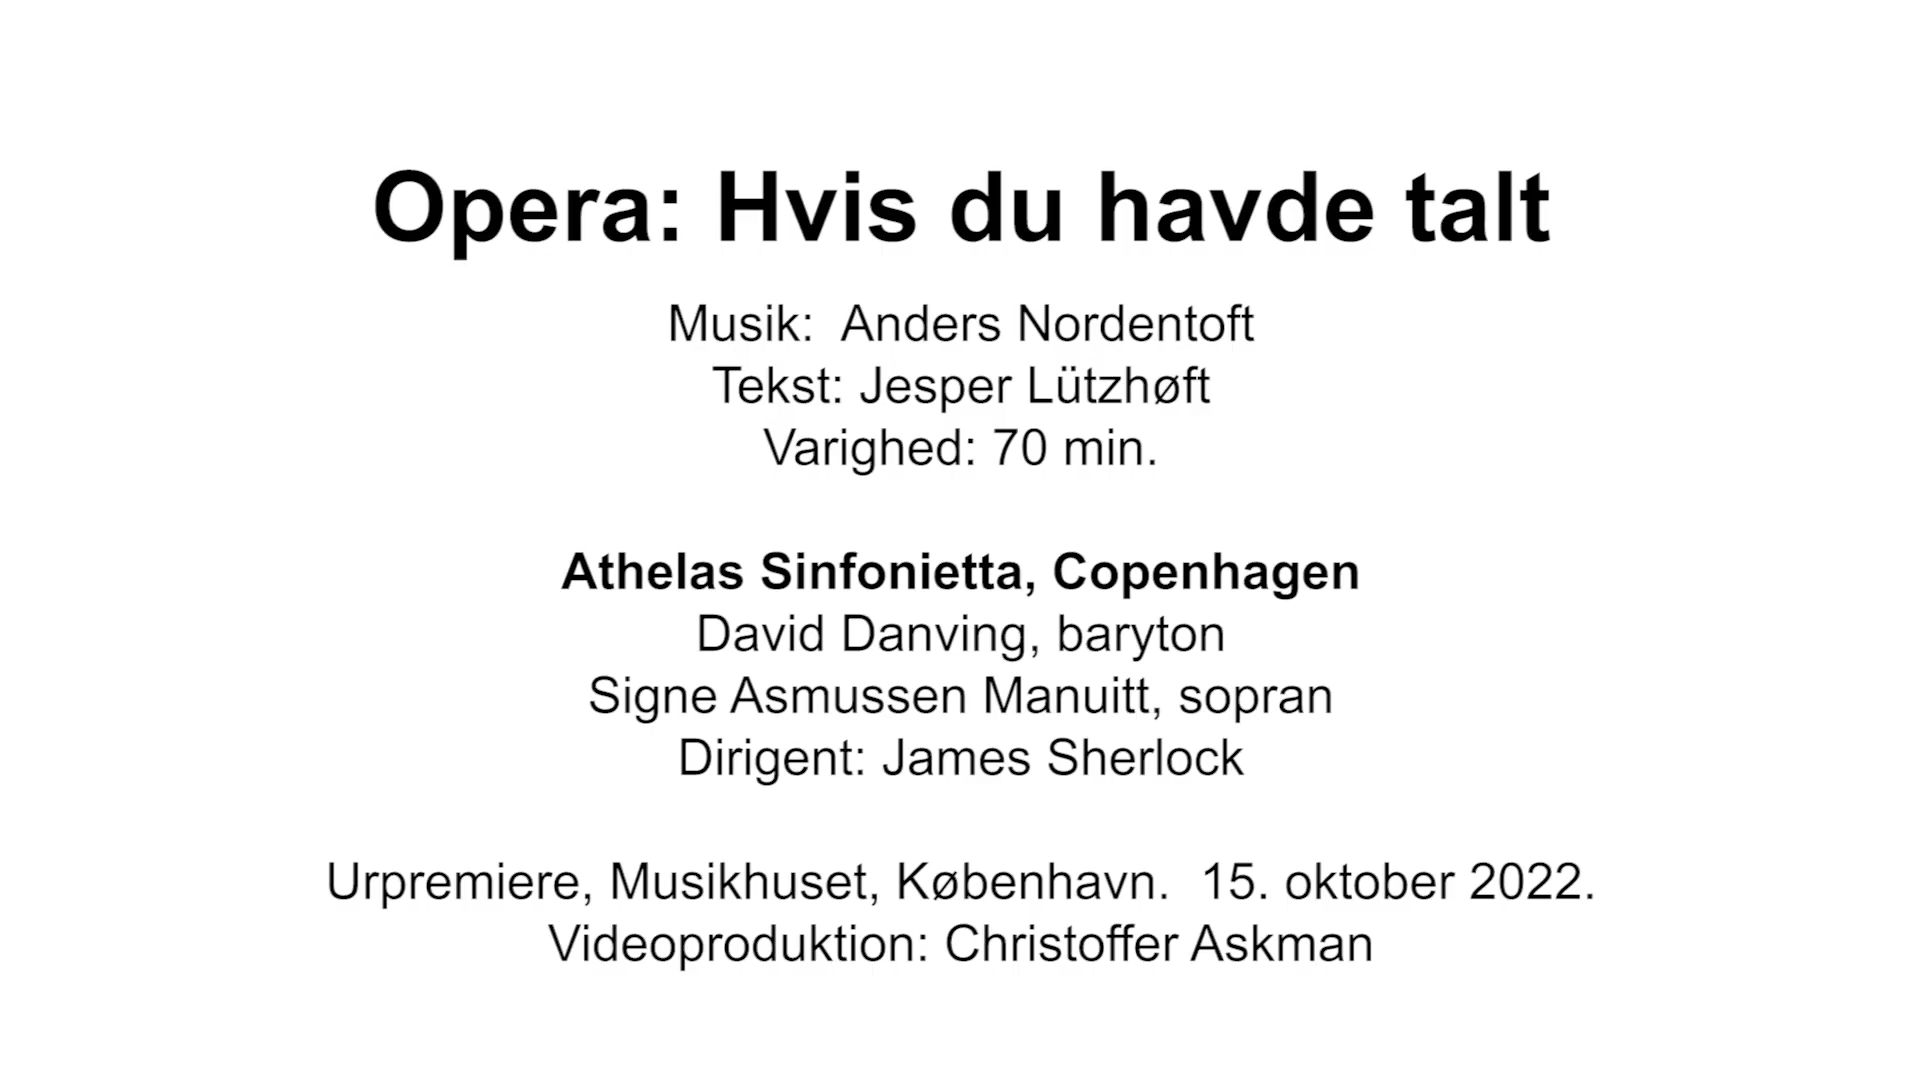 Opera: Hvis du havde talt
Musik:  Anders Nordentoft
Tekst: Jesper Lützhøft
Varighed: 70 min.
Athelas Sinfonietta, Copenhagen
David Danving, baryton
Signe Asmussen Manuitt, sopran
Dirigent: James Sherlock
Urpremiere, Musikhuset, København.  15. oktober 2022.
Videoproduktion: Christoffer Askman